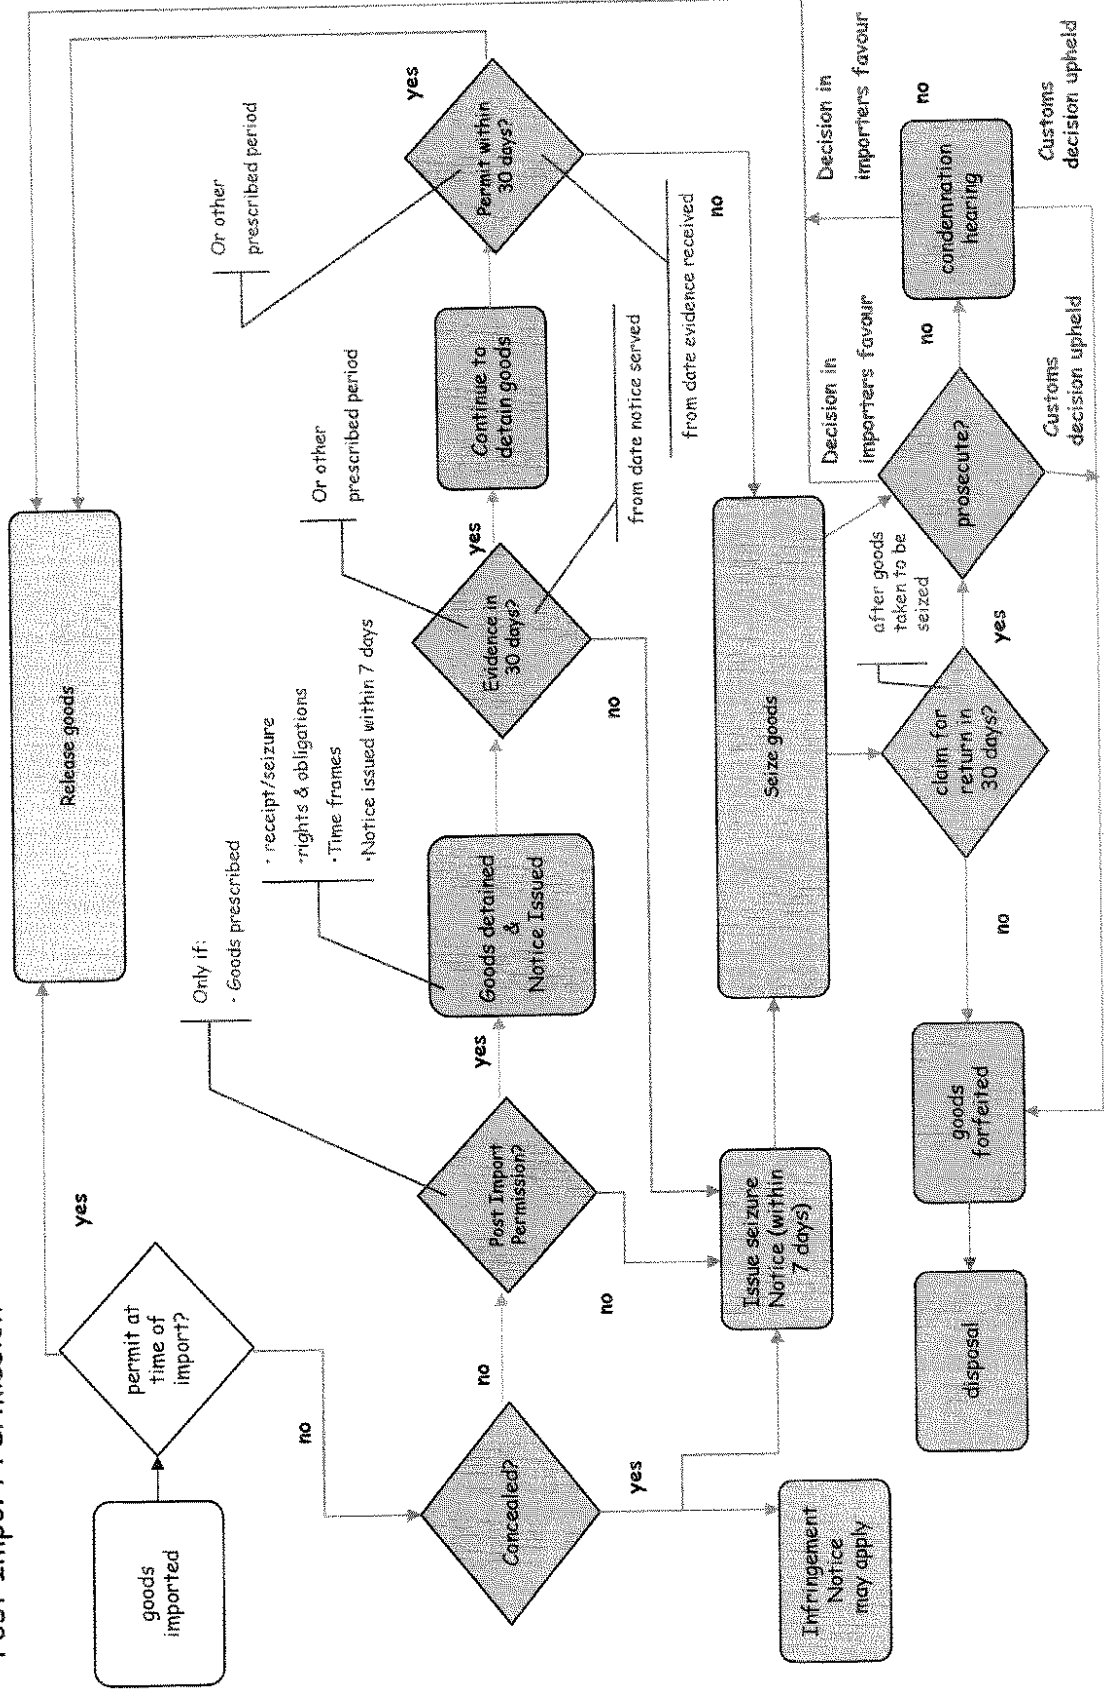 Post Import Permission
goods
imported
permit at
time of
import?
yes
no
Release goods
Concealed?
no
yes
Infringement
Notice
may apply
Post Import
Permission?
Only if:
• Goods prescribed
yes
no
Issue seizure
Notice (within
7 days)
Goods detained
&
Notice Issued
• receipt/seizure
•rights & obligations
•Time frames
•Notice issued within 7 days
Evidence in
30 days?
Or other
prescribed period
from date notice served
yes
no
Continue to
detain goods
Permit within
30 days?
Or other
prescribed period
from date evidence received
yes
no
Seize goods
claim for
return in
30 days?
after goods
taken to be
seized
yes
no
goods
forfeited
disposal
prosecute?
no
Decision in
importers favour
Customs
decision upheld
condemnation
hearing
no
Decision in
importers favour
Customs
decision upheld